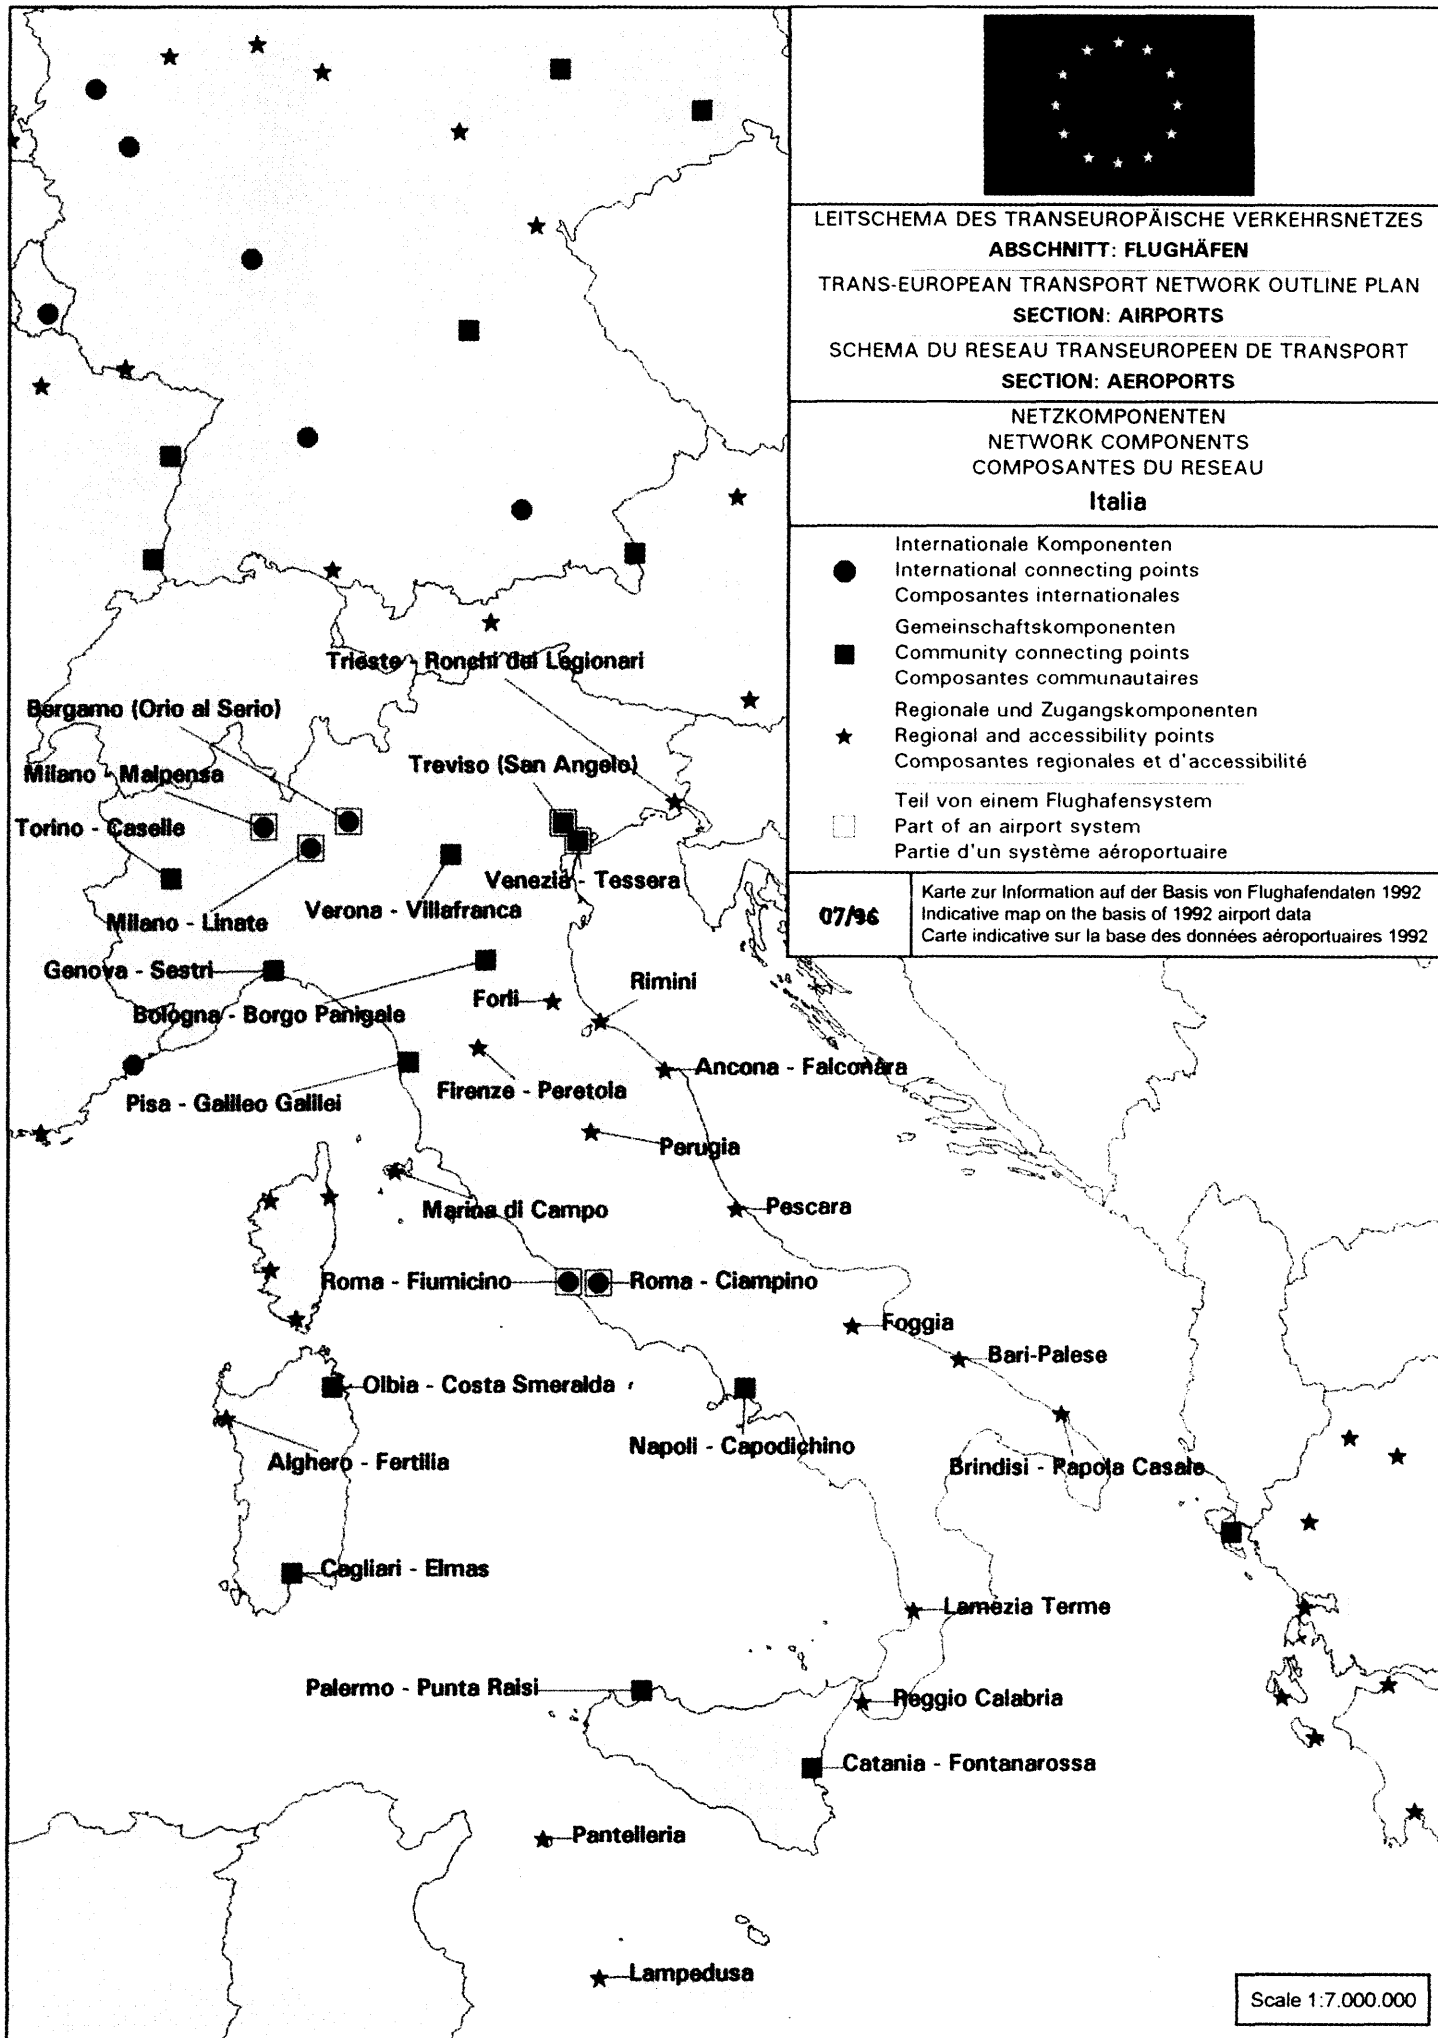 LEITSCHEMA DES TRANSEUROPÄISCHE VERKEHRSNETZES
ABSCHNITT: FLUGHÄFEN
TRANS-EUROPEAN TRANSPORT NETWORK OUTLINE PLAN
SECTION: AIRPORTS
SCHEMA DU RESEAU TRANSEUROPEEN DE TRANSPORT
SECTION: AEROPORTS
NETZKOMPONENTEN
NETWORK COMPONENTS
COMPOSANTES DU RESEAU
Italia
Internationale Komponenten
International connecting points
Composantes internationales
Gemeinschaftskomponenten
Community connecting points
Composantes communautaires
Regionale und Zugangskomponenten
Regional and accessibility points
Composantes regionales et d'accessibilité
Teil von einem Flughafensystem
Part of an airport system
Partie d'un système aéroportuaire
07/96
Karte zur Information auf der Basis von Flughafendaten 1992
Indicative map on the basis of 1992 airport data
Carte indicative sur la base des données aéroportuaires 1992
Trieste - Ronchi dei Legionari
Bergamo (Orio al Serio)
Treviso (San Angelo)
Milano - Malpensa
Torino - Caselle
Venezia - Tessera
Verona - Villafranca
Milano - Linate
Genova - Sestri
Rimini
Forli
Bologna - Borgo Panigale
Ancona - Falconara
Firenze - Peretola
Pisa - Galileo Galilei
Perugia
Marina di Campo
Pescara
Roma - Fiumicino
Roma - Ciampino
Foggia
Bari-Palese
Olbia - Costa Smeralda
Napoli - Capodichino
Alghero - Fertilia
Brindisi - Papola Casale
Cagliari - Elmas
Lamezia Terme
Palermo - Punta Raisi
Reggio Calabria
Catania - Fontanarossa
Pantelleria
Lampedusa
Scale 1:7.000.000